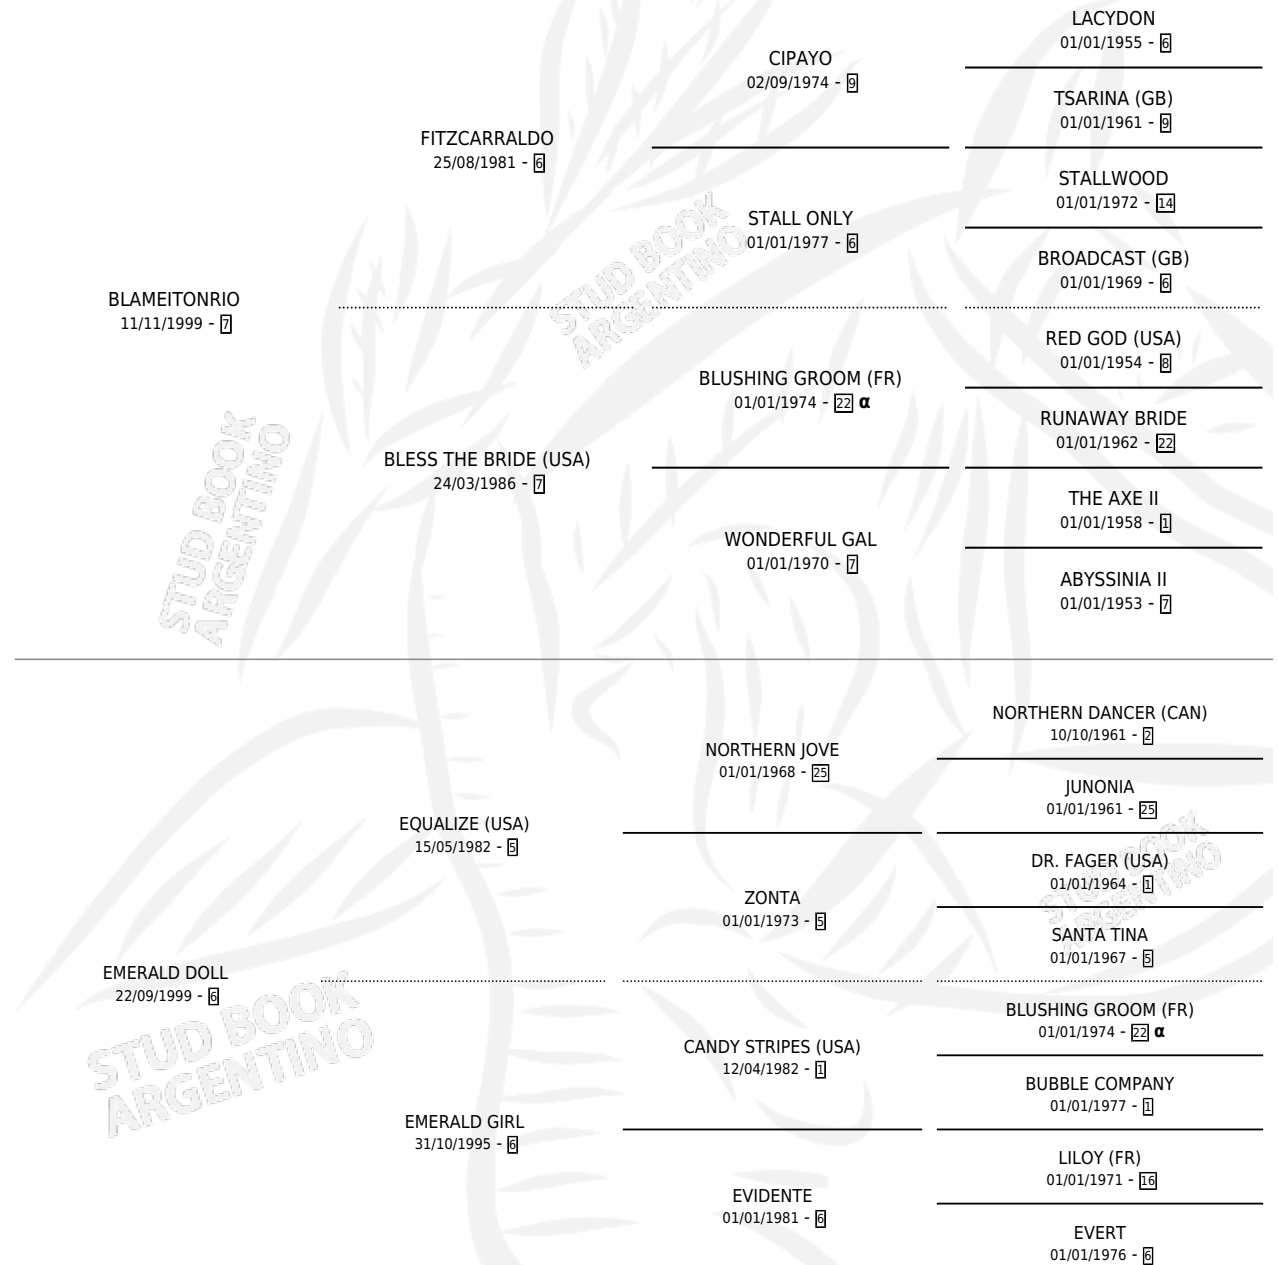 LACYDON
01/01/1955 - 6
CIPAYO
02/09/1974 - 9
TSARINA (GB)
01/01/1961 - 9
FITZCARRALDO
25/08/1981 - 6
STALLWOOD
01/01/1972 - 14
STALL ONLY
01/01/1977 - 6
BROADCAST (GB)
01/01/1969 - 6
BLAMEITONRIO
11/11/1999 - 7
RED GOD (USA)
01/01/1954 - 8
BLUSHING GROOM (FR)
01/01/1974 - 22 α
RUNAWAY BRIDE
01/01/1962 - 22
BLESS THE BRIDE (USA)
24/03/1986 - 7
THE AXE II
01/01/1958 - 1
WONDERFUL GAL
01/01/1970 - 7
ABYSSINIA II
01/01/1953 - 7
NORTHERN DANCER (CAN)
10/10/1961 - 2
NORTHERN JOVE
01/01/1968 - 25
JUNONIA
01/01/1961 - 25
EQUALIZE (USA)
15/05/1982 - 5
DR. FAGER (USA)
01/01/1964 - 1
ZONTA
01/01/1973 - 5
SANTA TINA
01/01/1967 - 5
EMERALD DOLL
22/09/1999 - 6
BLUSHING GROOM (FR)
01/01/1974 - 22 α
CANDY STRIPES (USA)
12/04/1982 - 1
BUBBLE COMPANY
01/01/1977 - 1
EMERALD GIRL
31/10/1995 - 6
LILOY (FR)
01/01/1971 - 16
EVIDENTE
01/01/1981 - 6
EVERT
01/01/1976 - 6
STUD BOOK
ARGENTINO
STUD BOOK
ARGENTINO
STUD BOOK
ARGENTINO
STUD BOOK
ARGENTINO